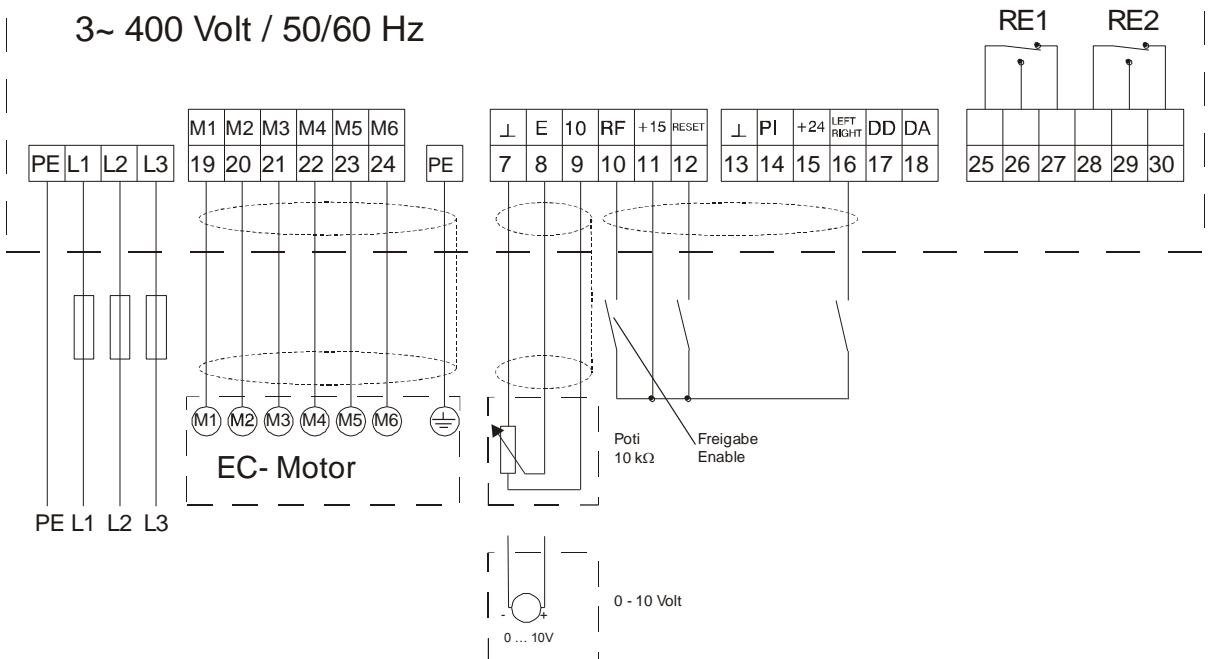 3~ 400 Volt / 50/60 Hz
RE1 RE2
M1 M2 M3 M4 M5 M6
⊥ E 10 RF +15 RESET
⊥ PI +24 LEFT RIGHT DD DA
PE L1 L2 L3
19 20 21 22 23 24
PE
7 8 9 10 11 12
13 14 15 16 17 18
25 26 27 28 29 30
M1 M2 M3 M4 M5 M6
EC- Motor
Poti
10 kΩ
Freigabe
Enable
PE L1 L2 L3
- +
0 ... 10V
0 - 10 Volt